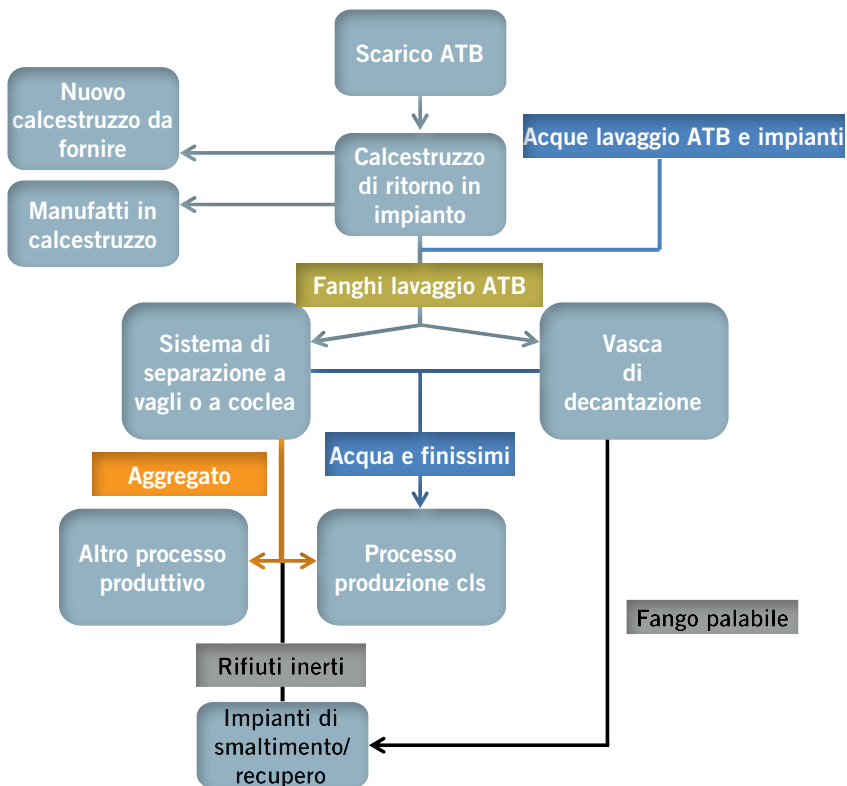 Scarico ATB
Nuovo
calcestruzzo da
fornire
Acque lavaggio ATB e impianti
Calcestruzzo
di ritorno in
impianto
Manufatti in
calcestruzzo
Fanghi lavaggio ATB
Sistema di
separazione a
vagli o a coclea
Vasca
di
decantazione
Aggregato
Acqua e finissimi
Altro processo
produttivo
Processo
produzione cls
Fango palabile
Rifiuti inerti
Impianti di
smaltimento/
recupero